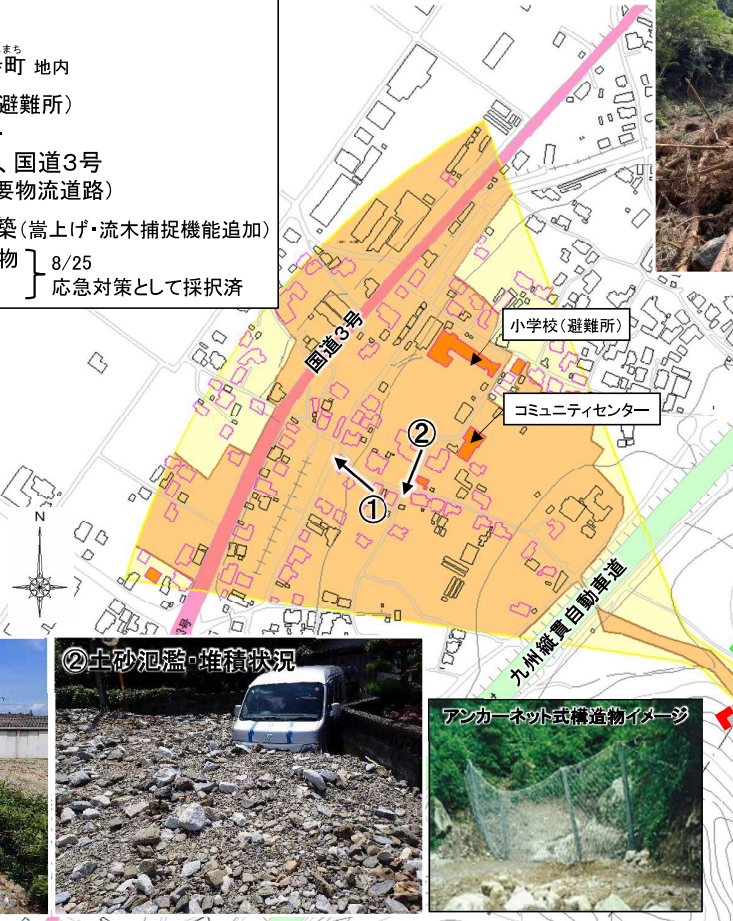 町 地内
まち
避難所)
、国道3号
要物流道路)
築(嵩上げ・流木捕捉機能追加)
物
8/25
応急対策として採択済
小学校(避難所)
国道3号
コミュニティセンター
②
①
N
3号
九州縦貫自動車道
②土砂氾濫・堆積状況
アンカーネット式構造物イメージ